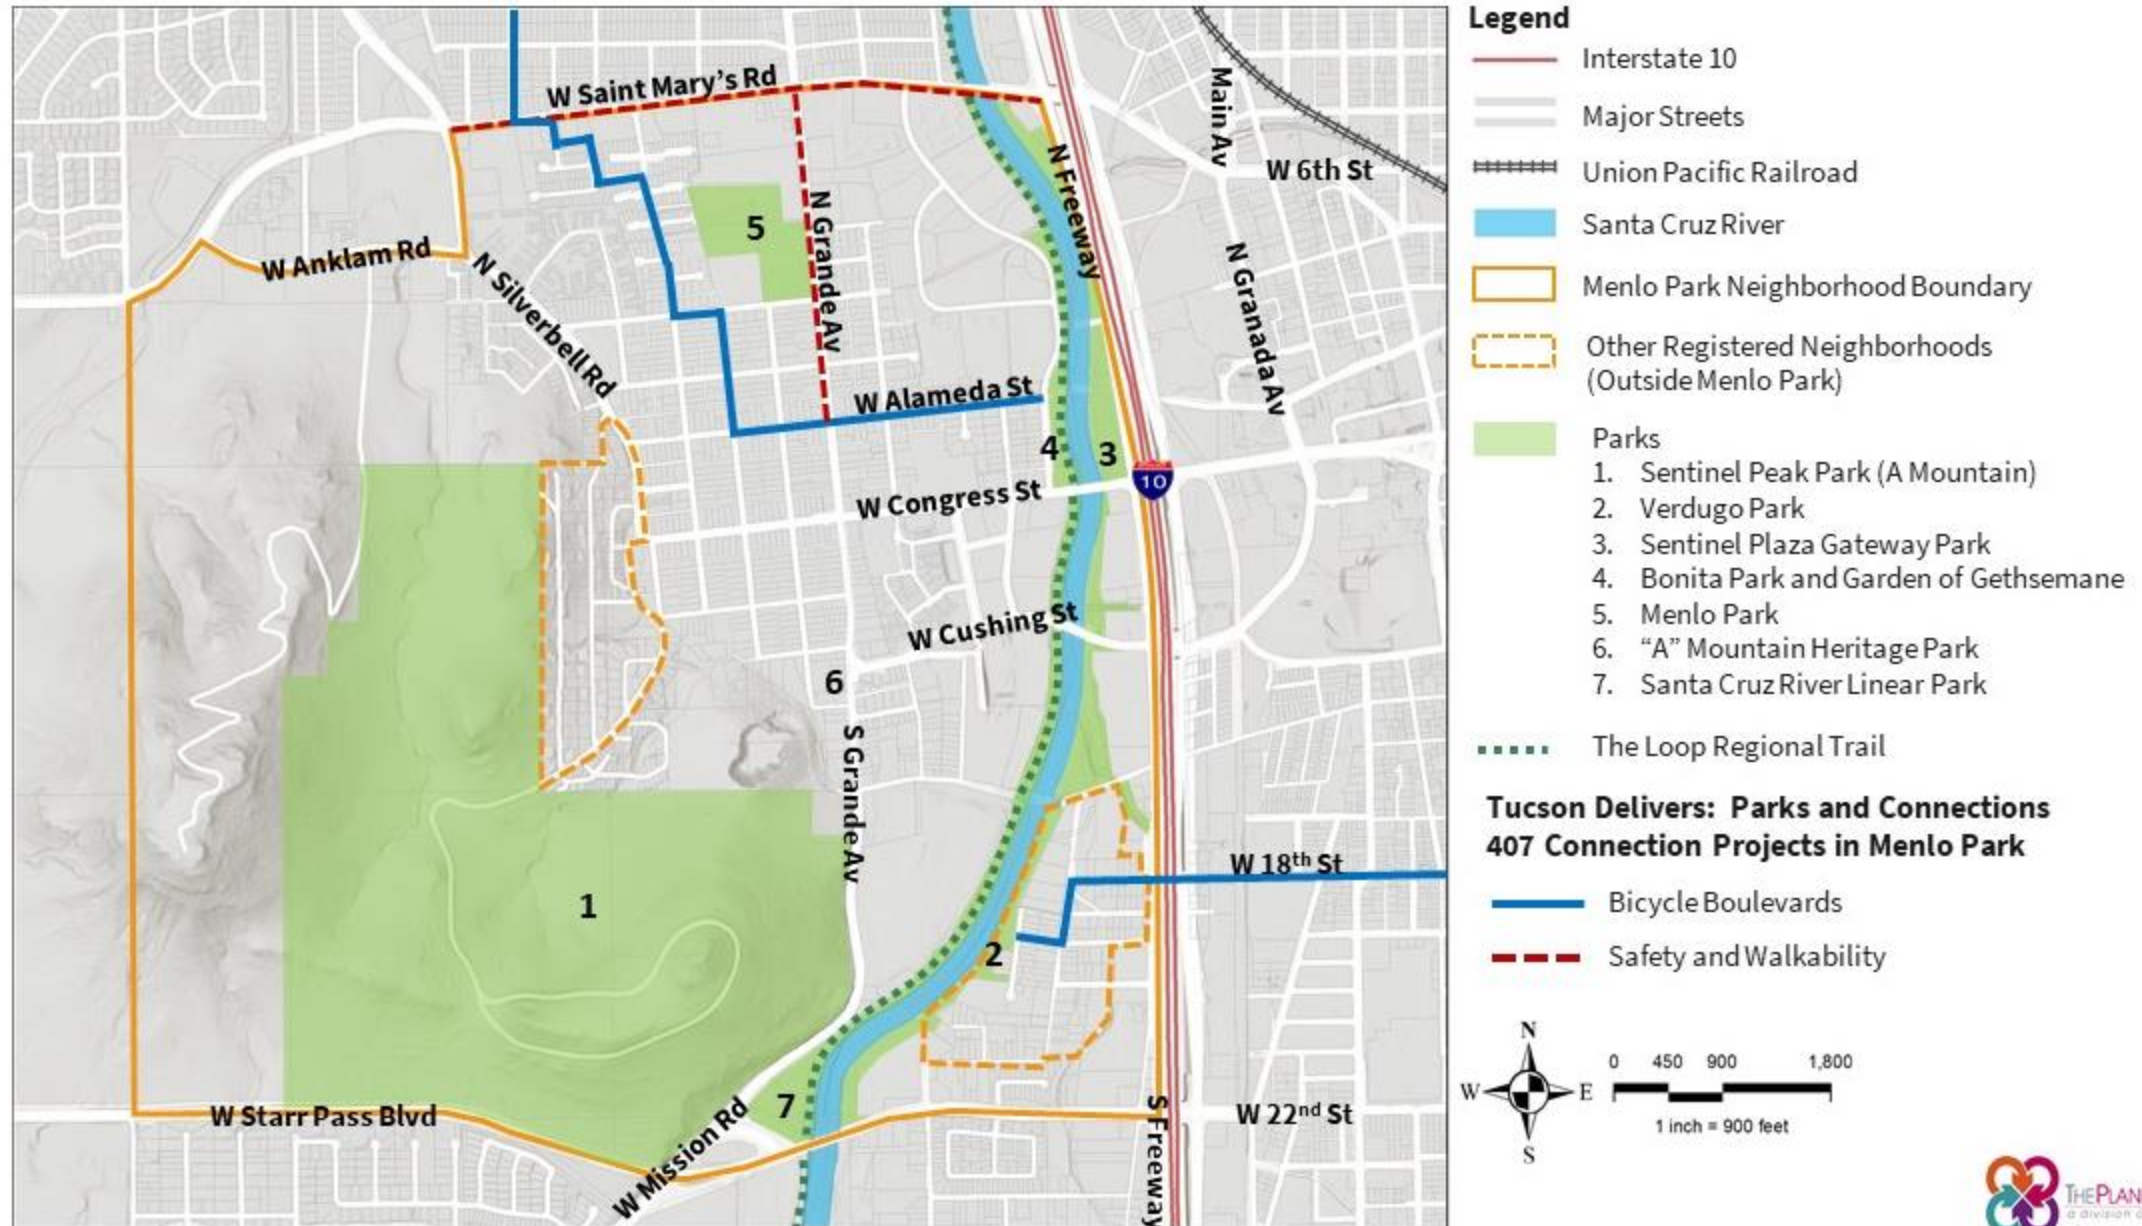 W Saint Mary's Rd
Main Av
W 6th St
N Freeway
N Grande Av
5
W Anklam Rd
N Silverbell Rd
N Granada Av
W Alameda St
4
3
10
W Congress St
W Cushing St
6
S Grande Av
W 18th St
1
2
7
W Starr Pass Blvd
W Mission Rd
S Freeway
W 22nd St
Legend
Interstate 10
Major Streets
Union Pacific Railroad
Santa Cruz River
Menlo Park Neighborhood Boundary
Other Registered Neighborhoods
(Outside Menlo Park)
Parks
1. Sentinel Peak Park (A Mountain)
2. Verdugo Park
3. Sentinel Plaza Gateway Park
4. Bonita Park and Garden of Gethsemane
5. Menlo Park
6. “A” Mountain Heritage Park
7. Santa Cruz River Linear Park
The Loop Regional Trail
Tucson Delivers: Parks and Connections
407 Connection Projects in Menlo Park
Bicycle Boulevards
Safety and Walkability
N
W E
S
0 450 900 1,800
1 inch = 900 feet
THE PLAN
a division